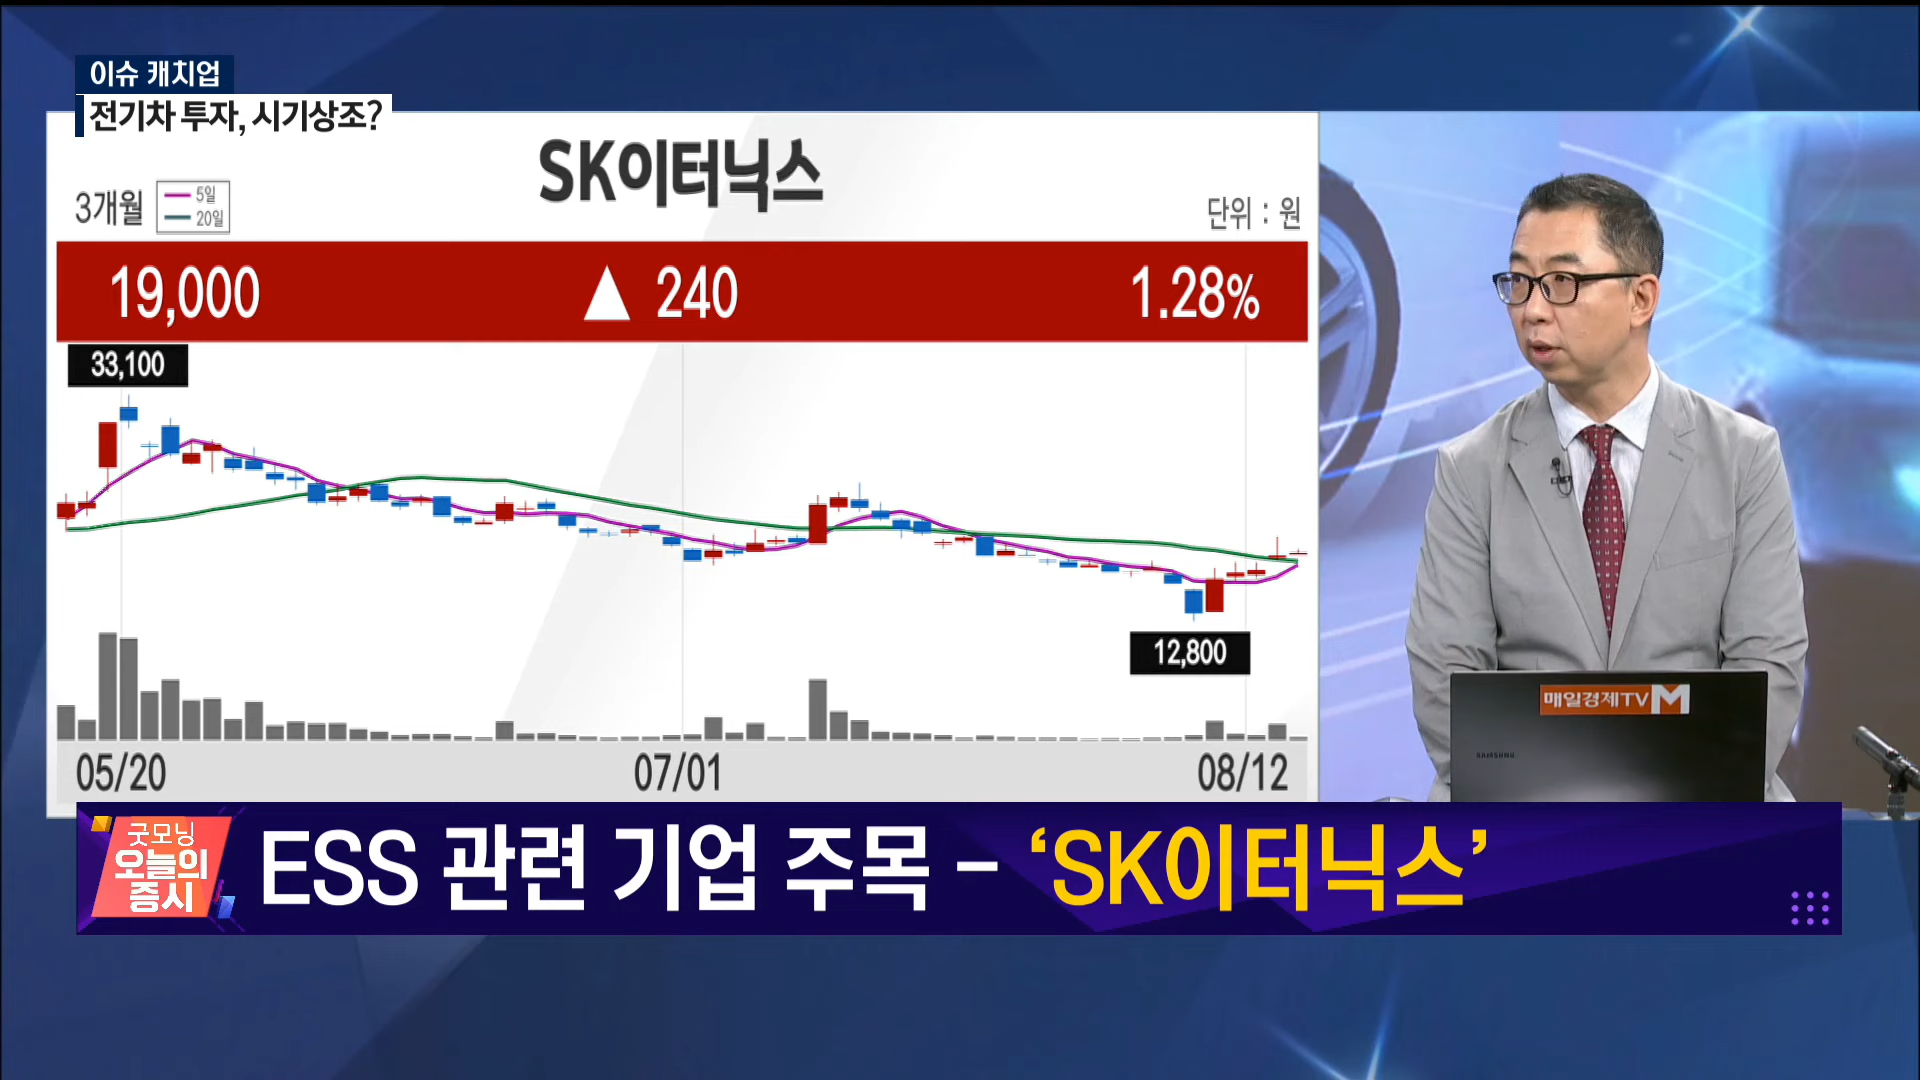 이슈 캐치업
전기차 투자, 시기상조?
SK이터닉스
3개월
5일
20일
단위 : 원
19,000 ▲ 240 1.28%
33,100
12,800
05/20 07/01 08/12
매일경제TV M
SAMSUNG
굿모닝
오늘의
증시
ESS 관련 기업 주목 - ‘SK이터닉스’